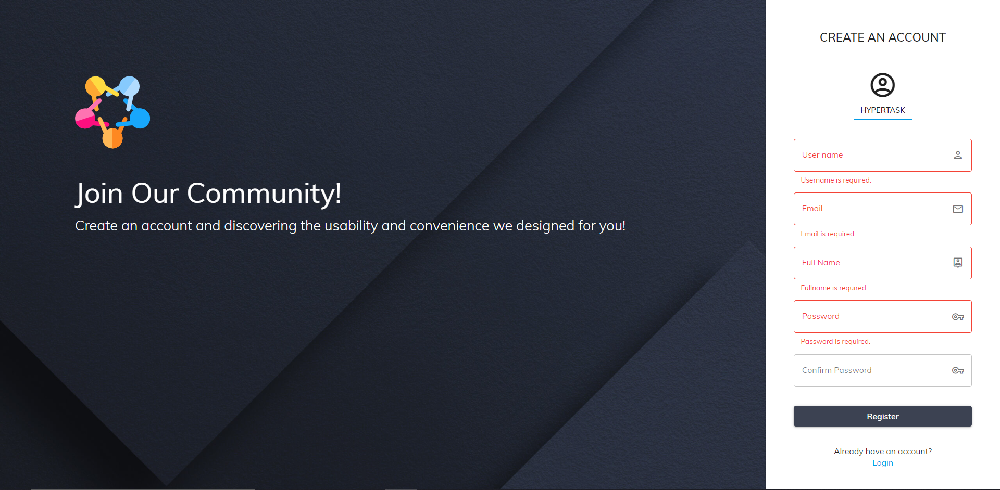 Join Our Community!
Create an account and discovering the usability and convenience we designed for you!
CREATE AN ACCOUNT
HYPERTASK
User name
Username is required.
Email
Email is required.
Full Name
Fullname is required.
Password
Password is required.
Confirm Password
Register
Already have an account?
Login